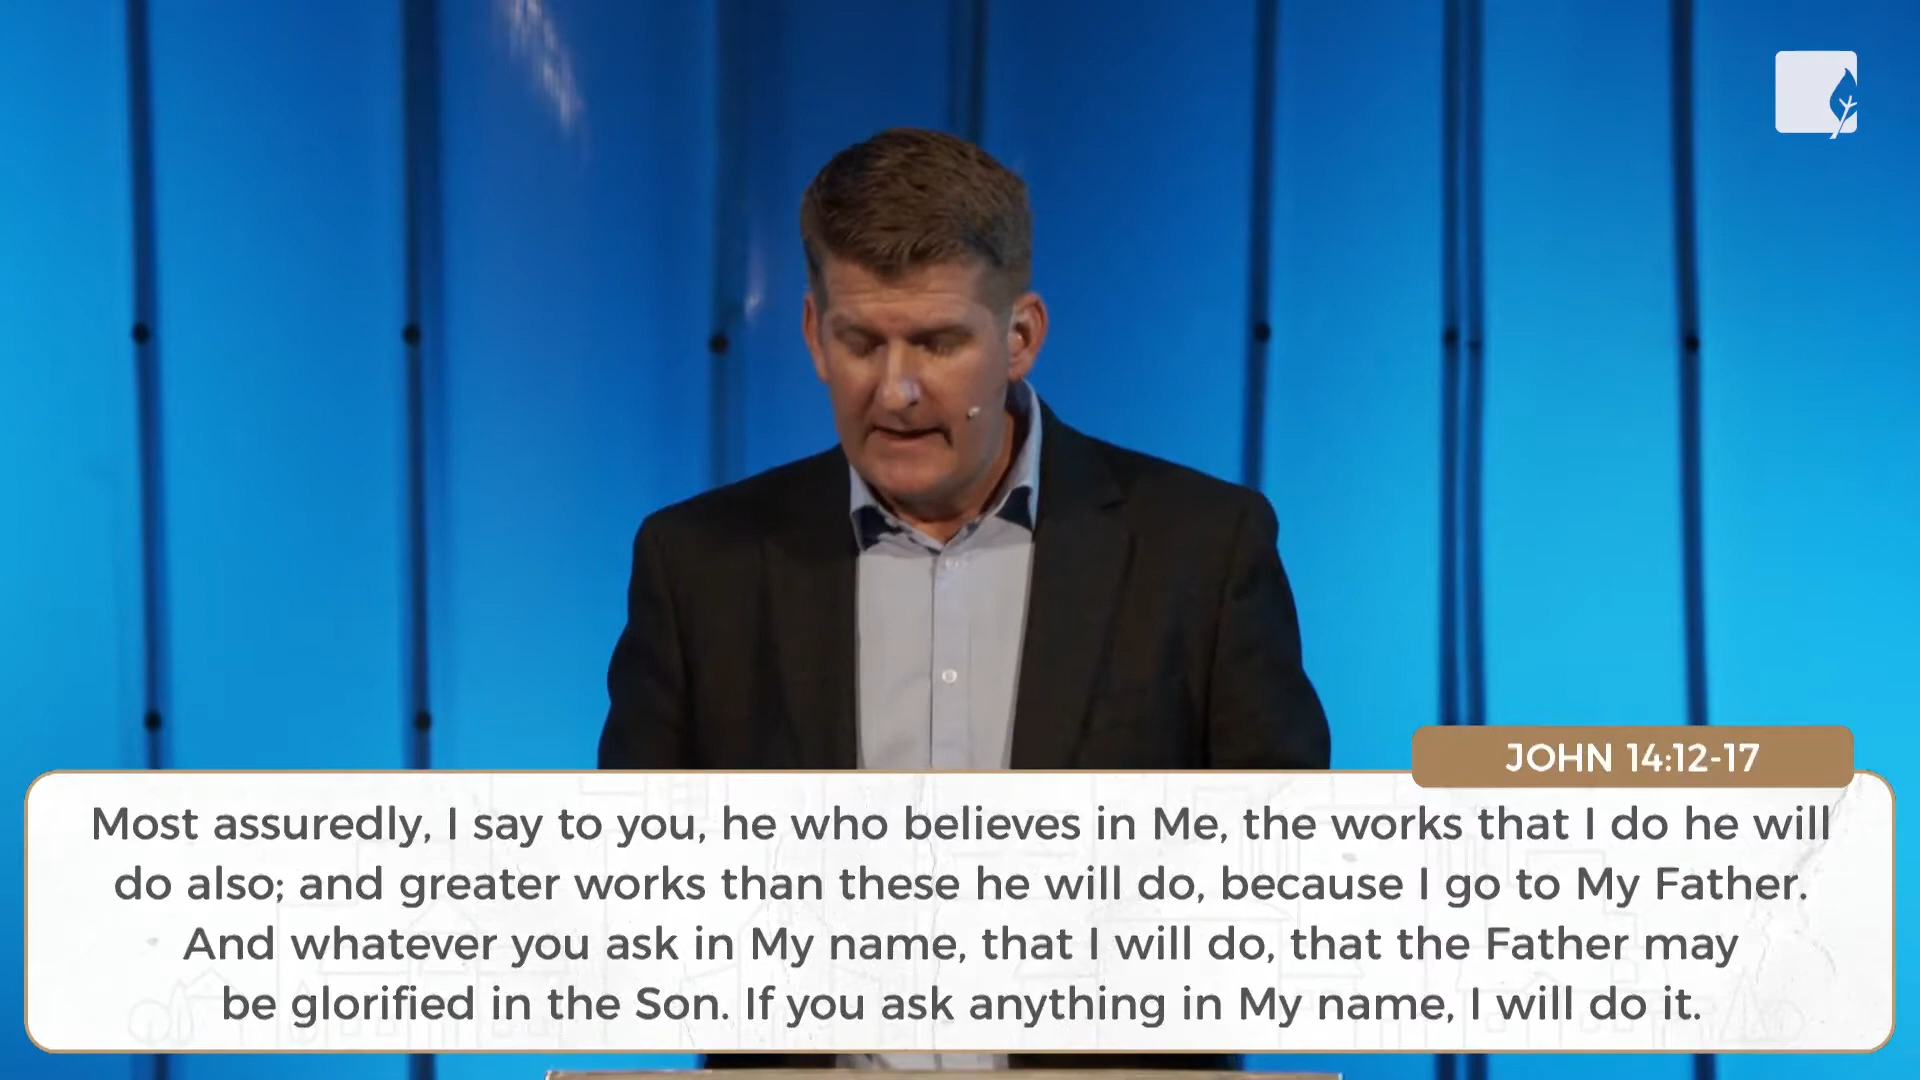 JOHN 14:12-17
Most assuredly, I say to you, he who believes in Me, the works that I do he will
do also; and greater works than these he will do, because I go to My Father.
And whatever you ask in My name, that I will do, that the Father may
be glorified in the Son. If you ask anything in My name, I will do it.